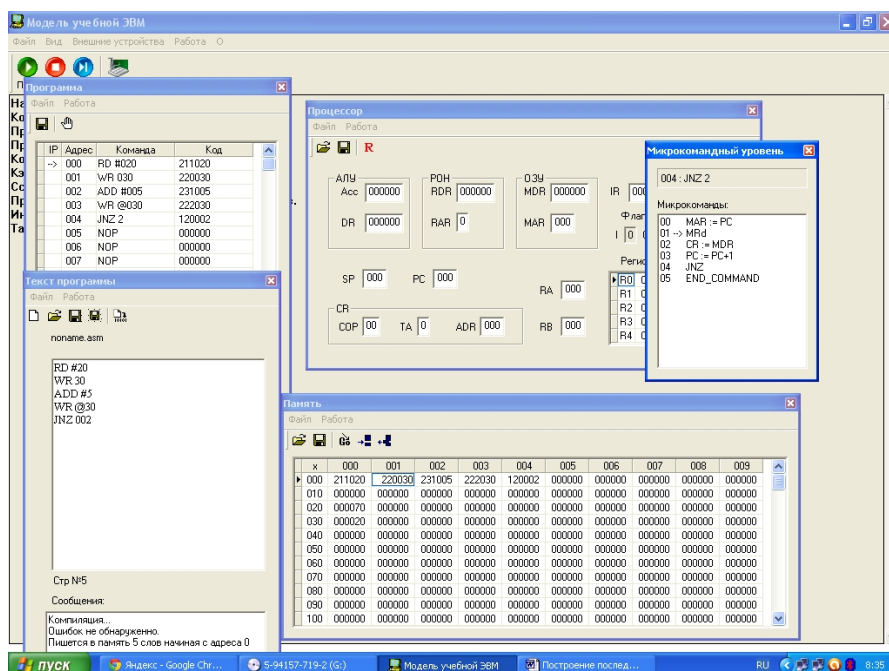 Модель учебной ЭВМ
Файл Вид Внешние устройства Работа О
Программа
Файл Работа
IP Адрес Команда Код
--> 000 RD #020 211020
001 WR 030 220030
002 ADD #005 231005
003 WR @030 222030
004 JNZ 2 120002
005 NOP 000000
006 NOP 000000
007 NOP 000000
Текст программы
Файл Работа
noname.asm
RD #20
WR 30
ADD #5
WR @30
JNZ 002
Стр №5
Сообщения:
Компиляция...
Ошибок не обнаруженно.
Пишется в память 5 слов начиная с адреса 0
Процессор
Файл Работа
R
АЛУ РОН ОЗУ
Acc 000000 RDR 000000 MDR 000000 IR
DR 000000 RAR 0 MAR 000
I 0
SP 000 PC 000 RA 000
CR
COP 00 TA 0 ADR 000 RB 000
R0
R1
R2
R3
R4
Микрокомандный уровень
004 : JNZ 2
Микрокоманды:
00 MAR := PC
01 --> MRd
02 CR := MDR
03 PC := PC+1
04 JNZ
05 END_COMMAND
Память
Файл Работа
x 000 001 002 003 004 005 006 007 008 009
000 211020 220030 231005 222030 120002 000000 000000 000000 000000 000000
010 000000 000000 000000 000000 000000 000000 000000 000000 000000 000000
020 000070 000000 000000 000000 000000 000000 000000 000000 000000 000000
030 000020 000000 000000 000000 000000 000000 000000 000000 000000 000000
040 000000 000000 000000 000000 000000 000000 000000 000000 000000 000000
050 000000 000000 000000 000000 000000 000000 000000 000000 000000 000000
060 000000 000000 000000 000000 000000 000000 000000 000000 000000 000000
070 000000 000000 000000 000000 000000 000000 000000 000000 000000 000000
080 000000 000000 000000 000000 000000 000000 000000 000000 000000 000000
090 000000 000000 000000 000000 000000 000000 000000 000000 000000 000000
100 000000 000000 000000 000000 000000 000000 000000 000000 000000 000000
пуск Яндекс - Google Chr... 5-94157-719-2 (G:) Модель учебной ЭВМ Построение послед... RU 8:35